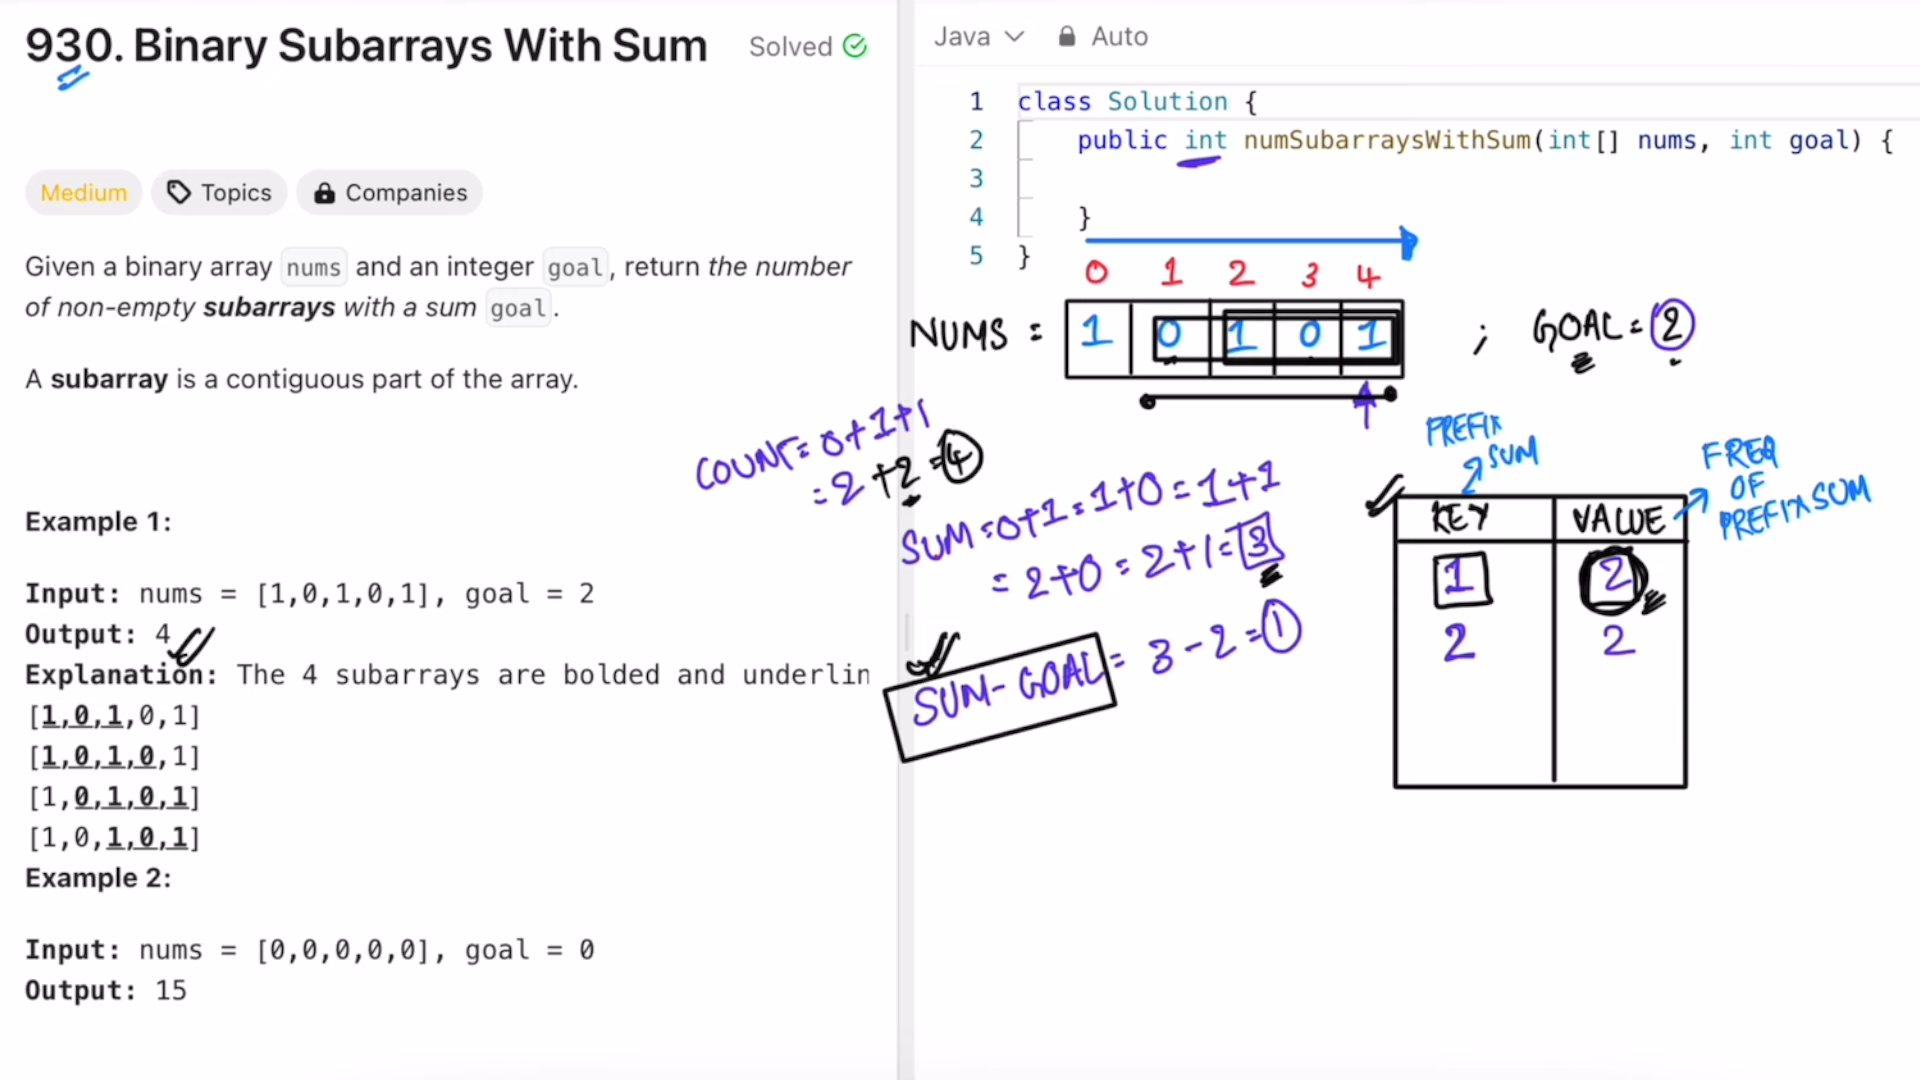 930. Binary Subarrays With Sum
Solved
Medium
Topics
Companies
Given a binary array nums and an integer goal, return the number
of non-empty subarrays with a sum goal.
A subarray is a contiguous part of the array.
Example 1:
Input: nums = [1,0,1,0,1], goal = 2
Output: 4
Explanation: The 4 subarrays are bolded and underlin
[1,0,1,0,1]
[1,0,1,0,1]
[1,0,1,0,1]
[1,0,1,0,1]
Example 2:
Input: nums = [0,0,0,0,0], goal = 0
Output: 15
Java
Auto
1 class Solution {
2 public int numSubarraysWithSum(int[] nums, int goal) {
3
4 }
5 }
0 1 2 3 4
NUMS = 1 0 1 0 1 ; GOAL = 2
COUNT = 0+1+1
= 2 +2 = 4
SUM = 0+1 = 1+0 = 1+1
= 2+0 = 2+1 = 3
SUM - GOAL = 3 - 2 = 1
PREFIX
SUM
FREQ
OF
PREFIX SUM
KEY VALUE
1 2
2 2